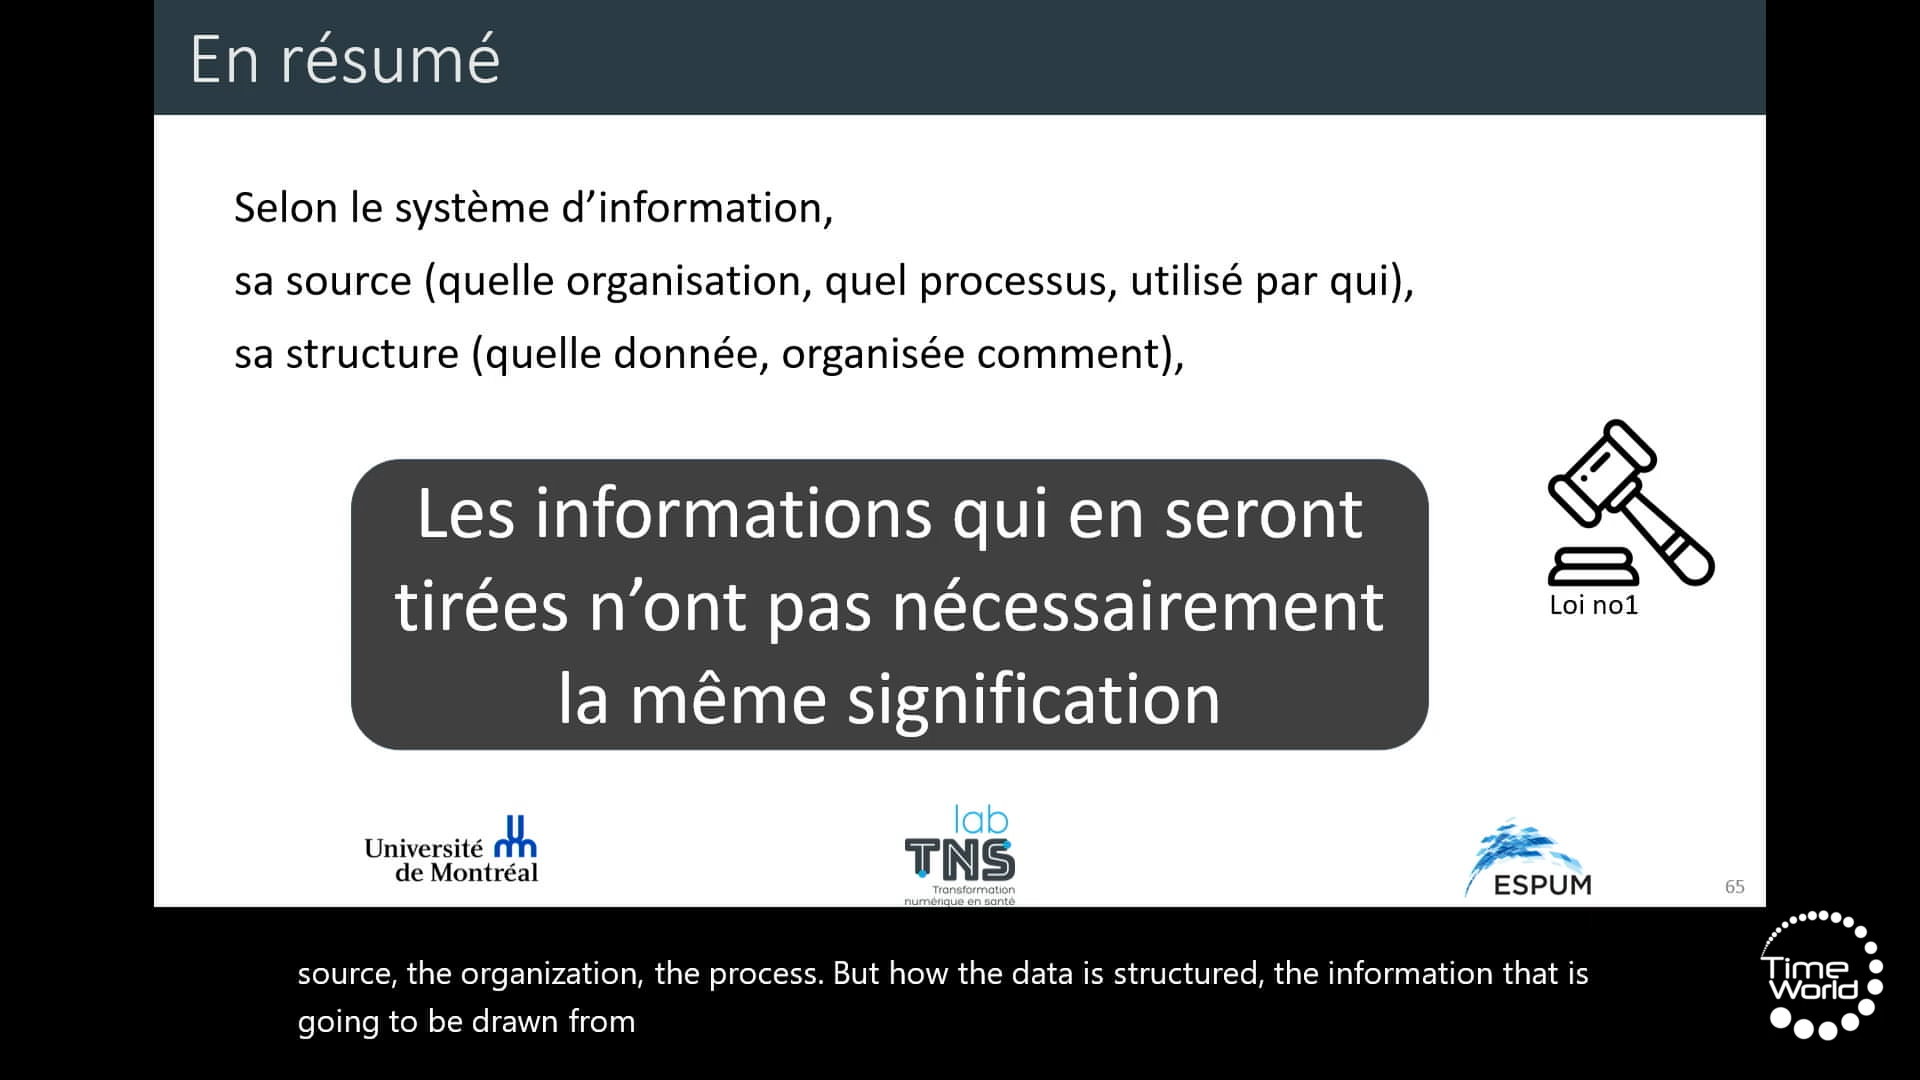 En résumé
Selon le système d’information,
sa source (quelle organisation, quel processus, utilisé par qui),
sa structure (quelle donnée, organisée comment),
Les informations qui en seront
tirées n’ont pas nécessairement
la même signification
Loi no1
Université
de Montréal
lab
TNS
Transformation
numérique en santé
ESPUM
65
source, the organization, the process. But how the data is structured, the information that is
going to be drawn from
Time
World